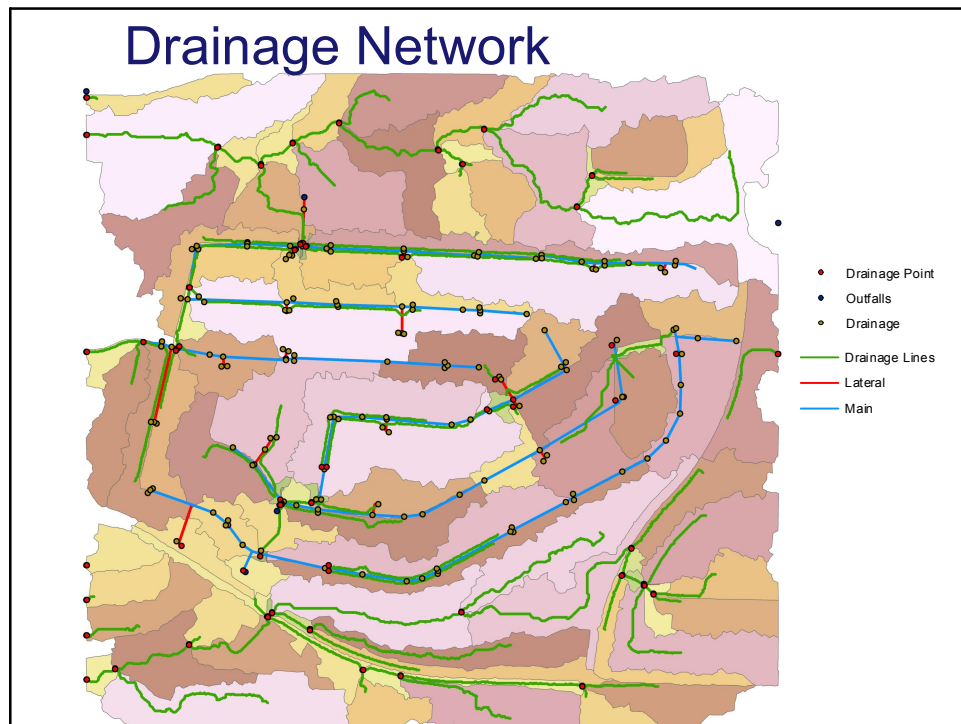 Drainage Network
Drainage Point
Outfalls
Drainage
Drainage Lines
Lateral
Main